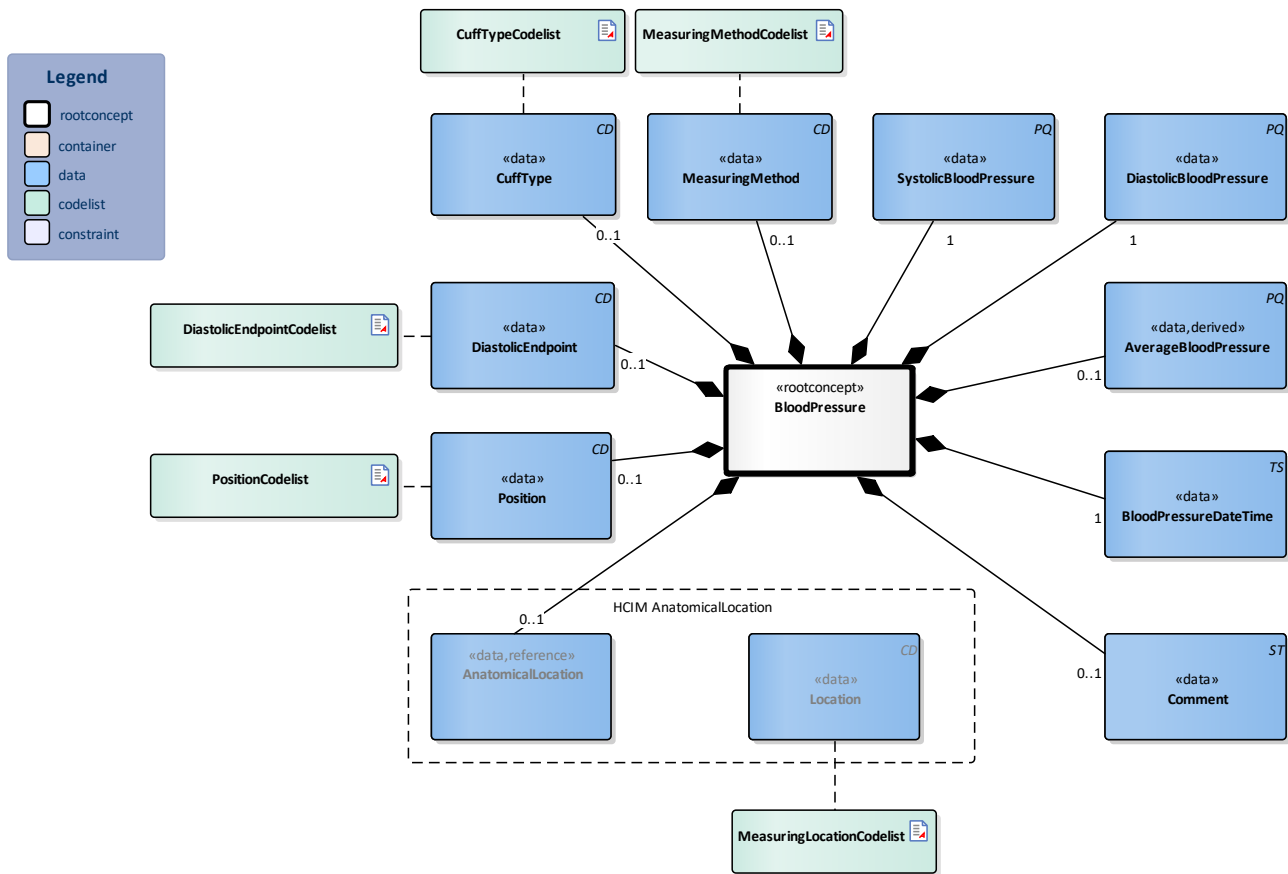 CuffTypeCodelist
MeasuringMethodCodelist
Legend
rootconcept
container
data
codelist
constraint
CD
«data»
CuffType
CD
«data»
MeasuringMethod
PQ
«data»
SystolicBloodPressure
PQ
«data»
DiastolicBloodPressure
0..1
0..1
1
1
DiastolicEndpointCodelist
CD
«data»
DiastolicEndpoint
0..1
PQ
«data,derived»
AverageBloodPressure
0..1
«rootconcept»
BloodPressure
PositionCodelist
CD
«data»
Position
0..1
TS
«data»
BloodPressureDateTime
1
HCIM AnatomicalLocation
0..1
«data,reference»
AnatomicalLocation
CD
«data»
Location
ST
«data»
Comment
0..1
MeasuringLocationCodelist